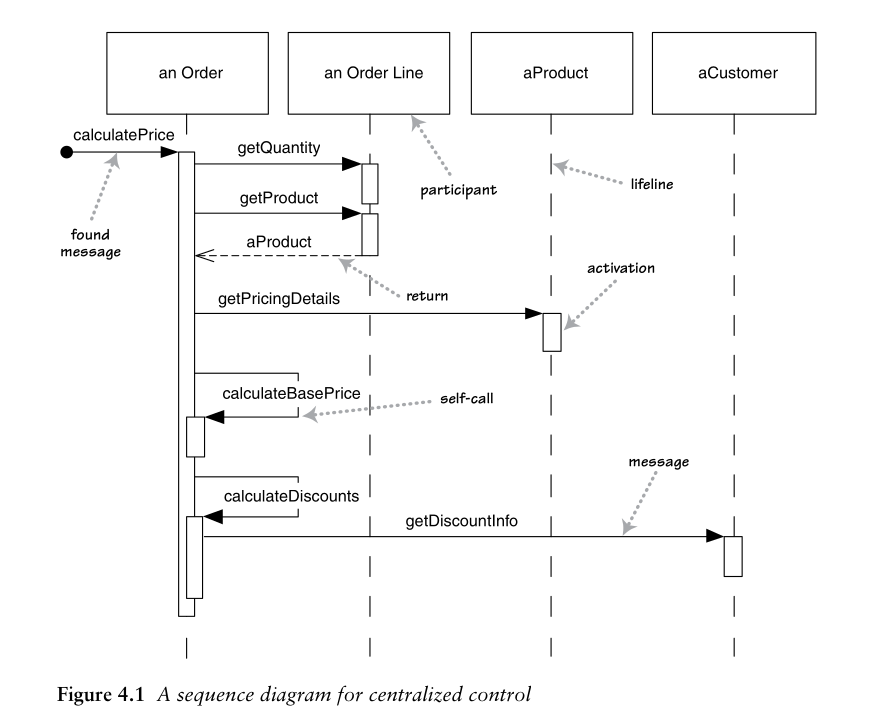 an Order
an Order Line
aProduct
aCustomer
calculatePrice
getQuantity
getProduct
participant
lifeline
found
message
aProduct
return
activation
getPricingDetails
calculateBasePrice
self-call
message
calculateDiscounts
getDiscountInfo
Figure 4.1 A sequence diagram for centralized control